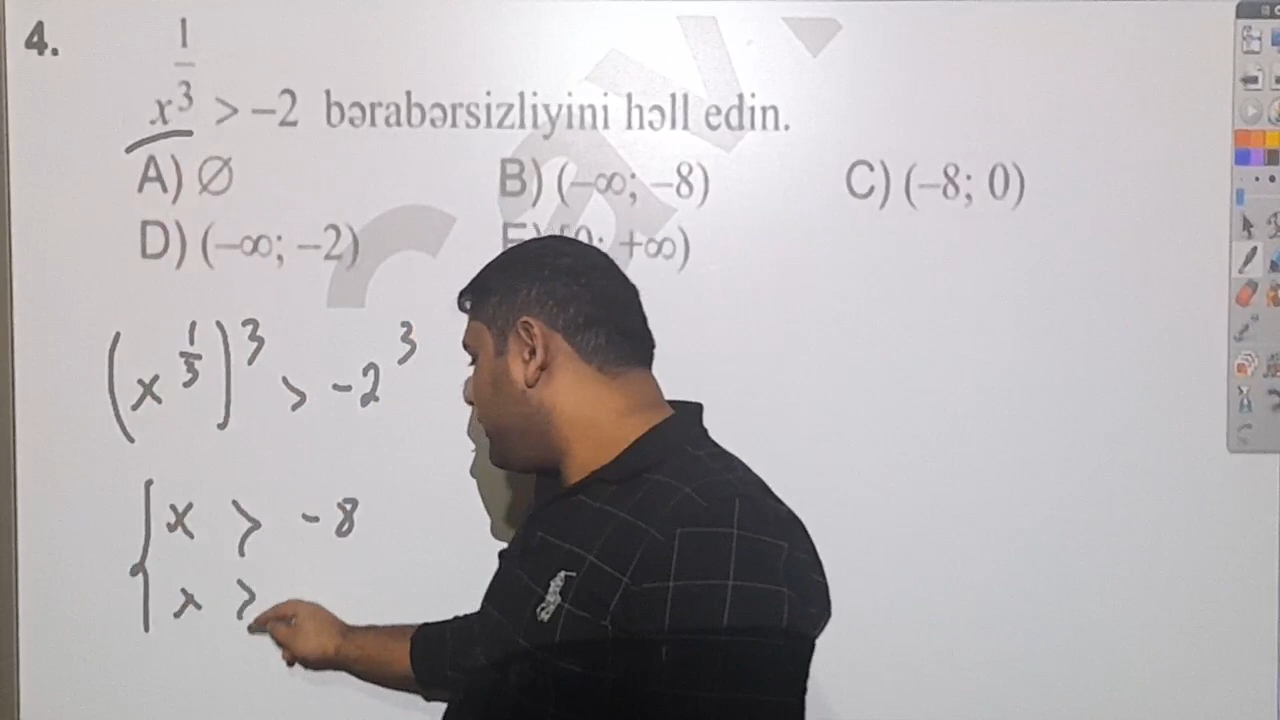 4. x^{1/3} > −2 bərabərsizliyini həll edin.
A) ∅ B) (−∞; −8) C) (−8; 0)
D) (−∞; −2) +∞)
(x^{1/3})^3 > -2^3
x > -8
x >